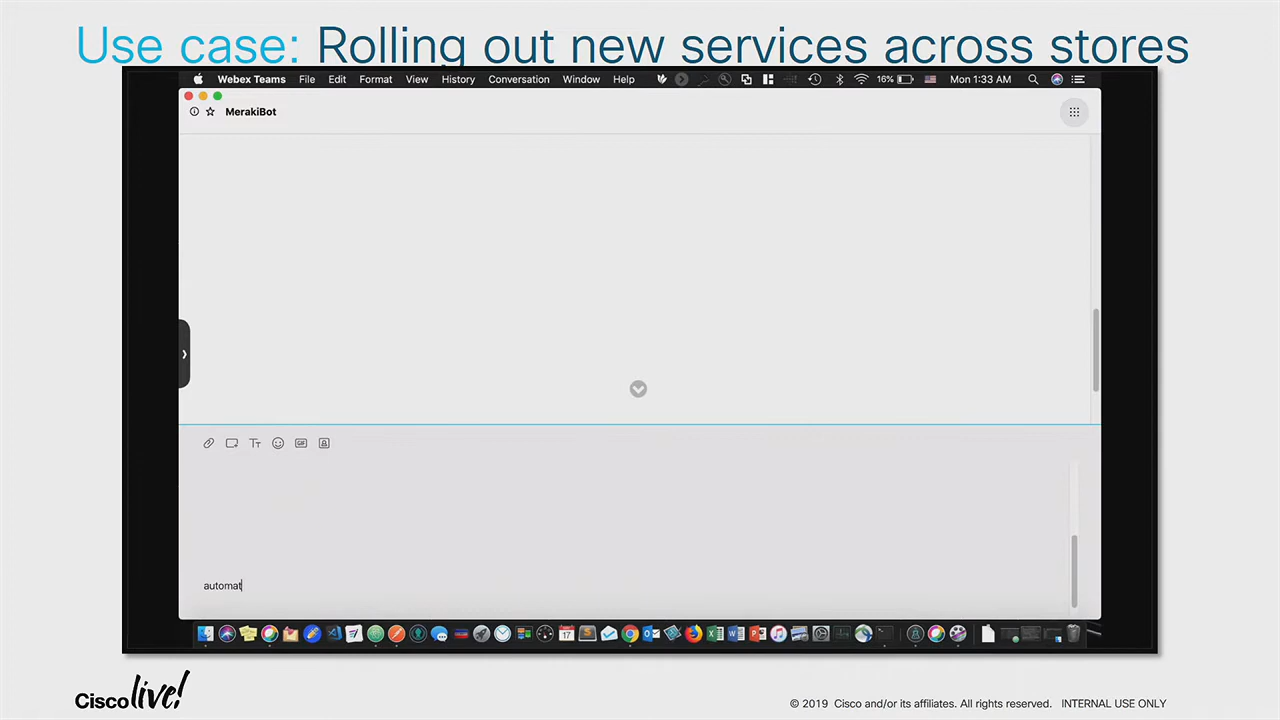 Use case: Rolling out new services across stores
Webex Teams File Edit Format View History Conversation Window Help 16% Mon 1:33 AM
MerakiBot
automat
Cisco live!
© 2019 Cisco and/or its affiliates. All rights reserved. INTERNAL USE ONLY